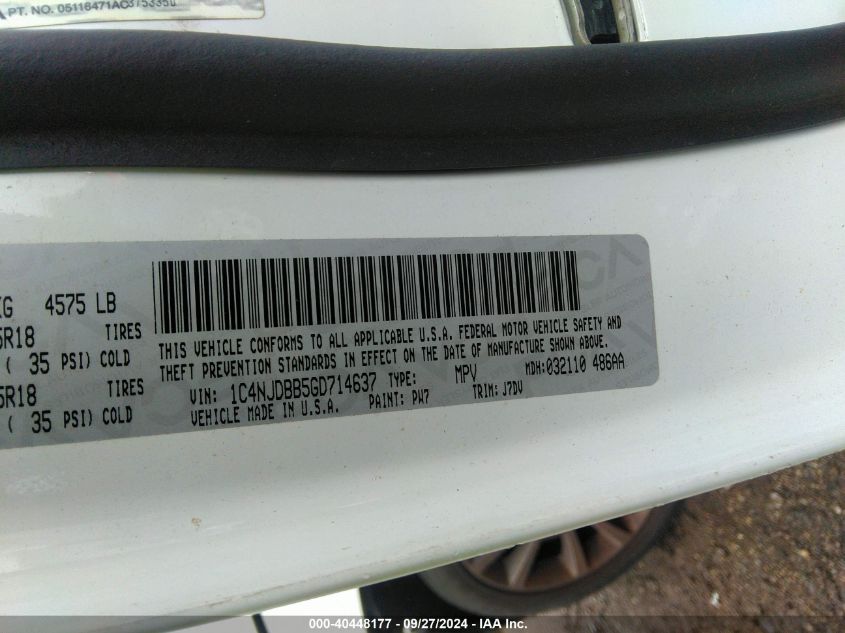 PT. NO. 05116471AC
4575 LB
TIRES
5R18
( 35 PSI) COLD
TIRES
5R18
( 35 PSI) COLD
THIS VEHICLE CONFORMS TO ALL APPLICABLE U.S.A. FEDERAL MOTOR VEHICLE SAFETY AND
THEFT PREVENTION STANDARDS IN EFFECT ON THE DATE OF MANUFACTURE SHOWN ABOVE.
VIN: 1C4NJDBB5GD714637 TYPE: MPV MDH:032110 486AA
VEHICLE MADE IN U.S.A. PAINT: PW7 TRIM: J7DV
000-40448177 - 09/27/2024 - IAA Inc.